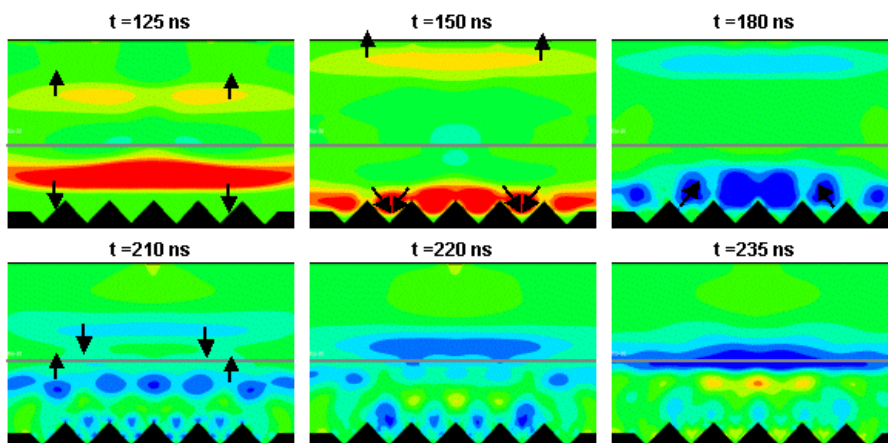 t =125 ns
t =150 ns
t =180 ns
t =210 ns
t =220 ns
t =235 ns